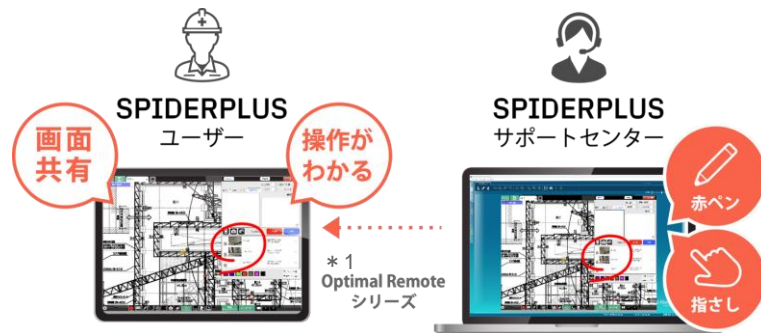 SPIDERPLUS
ユーザー
画面
共有
操作が
わかる
＊1
Optimal Remote
シリーズ
SPIDERPLUS
サポートセンター
赤ペン
指さし